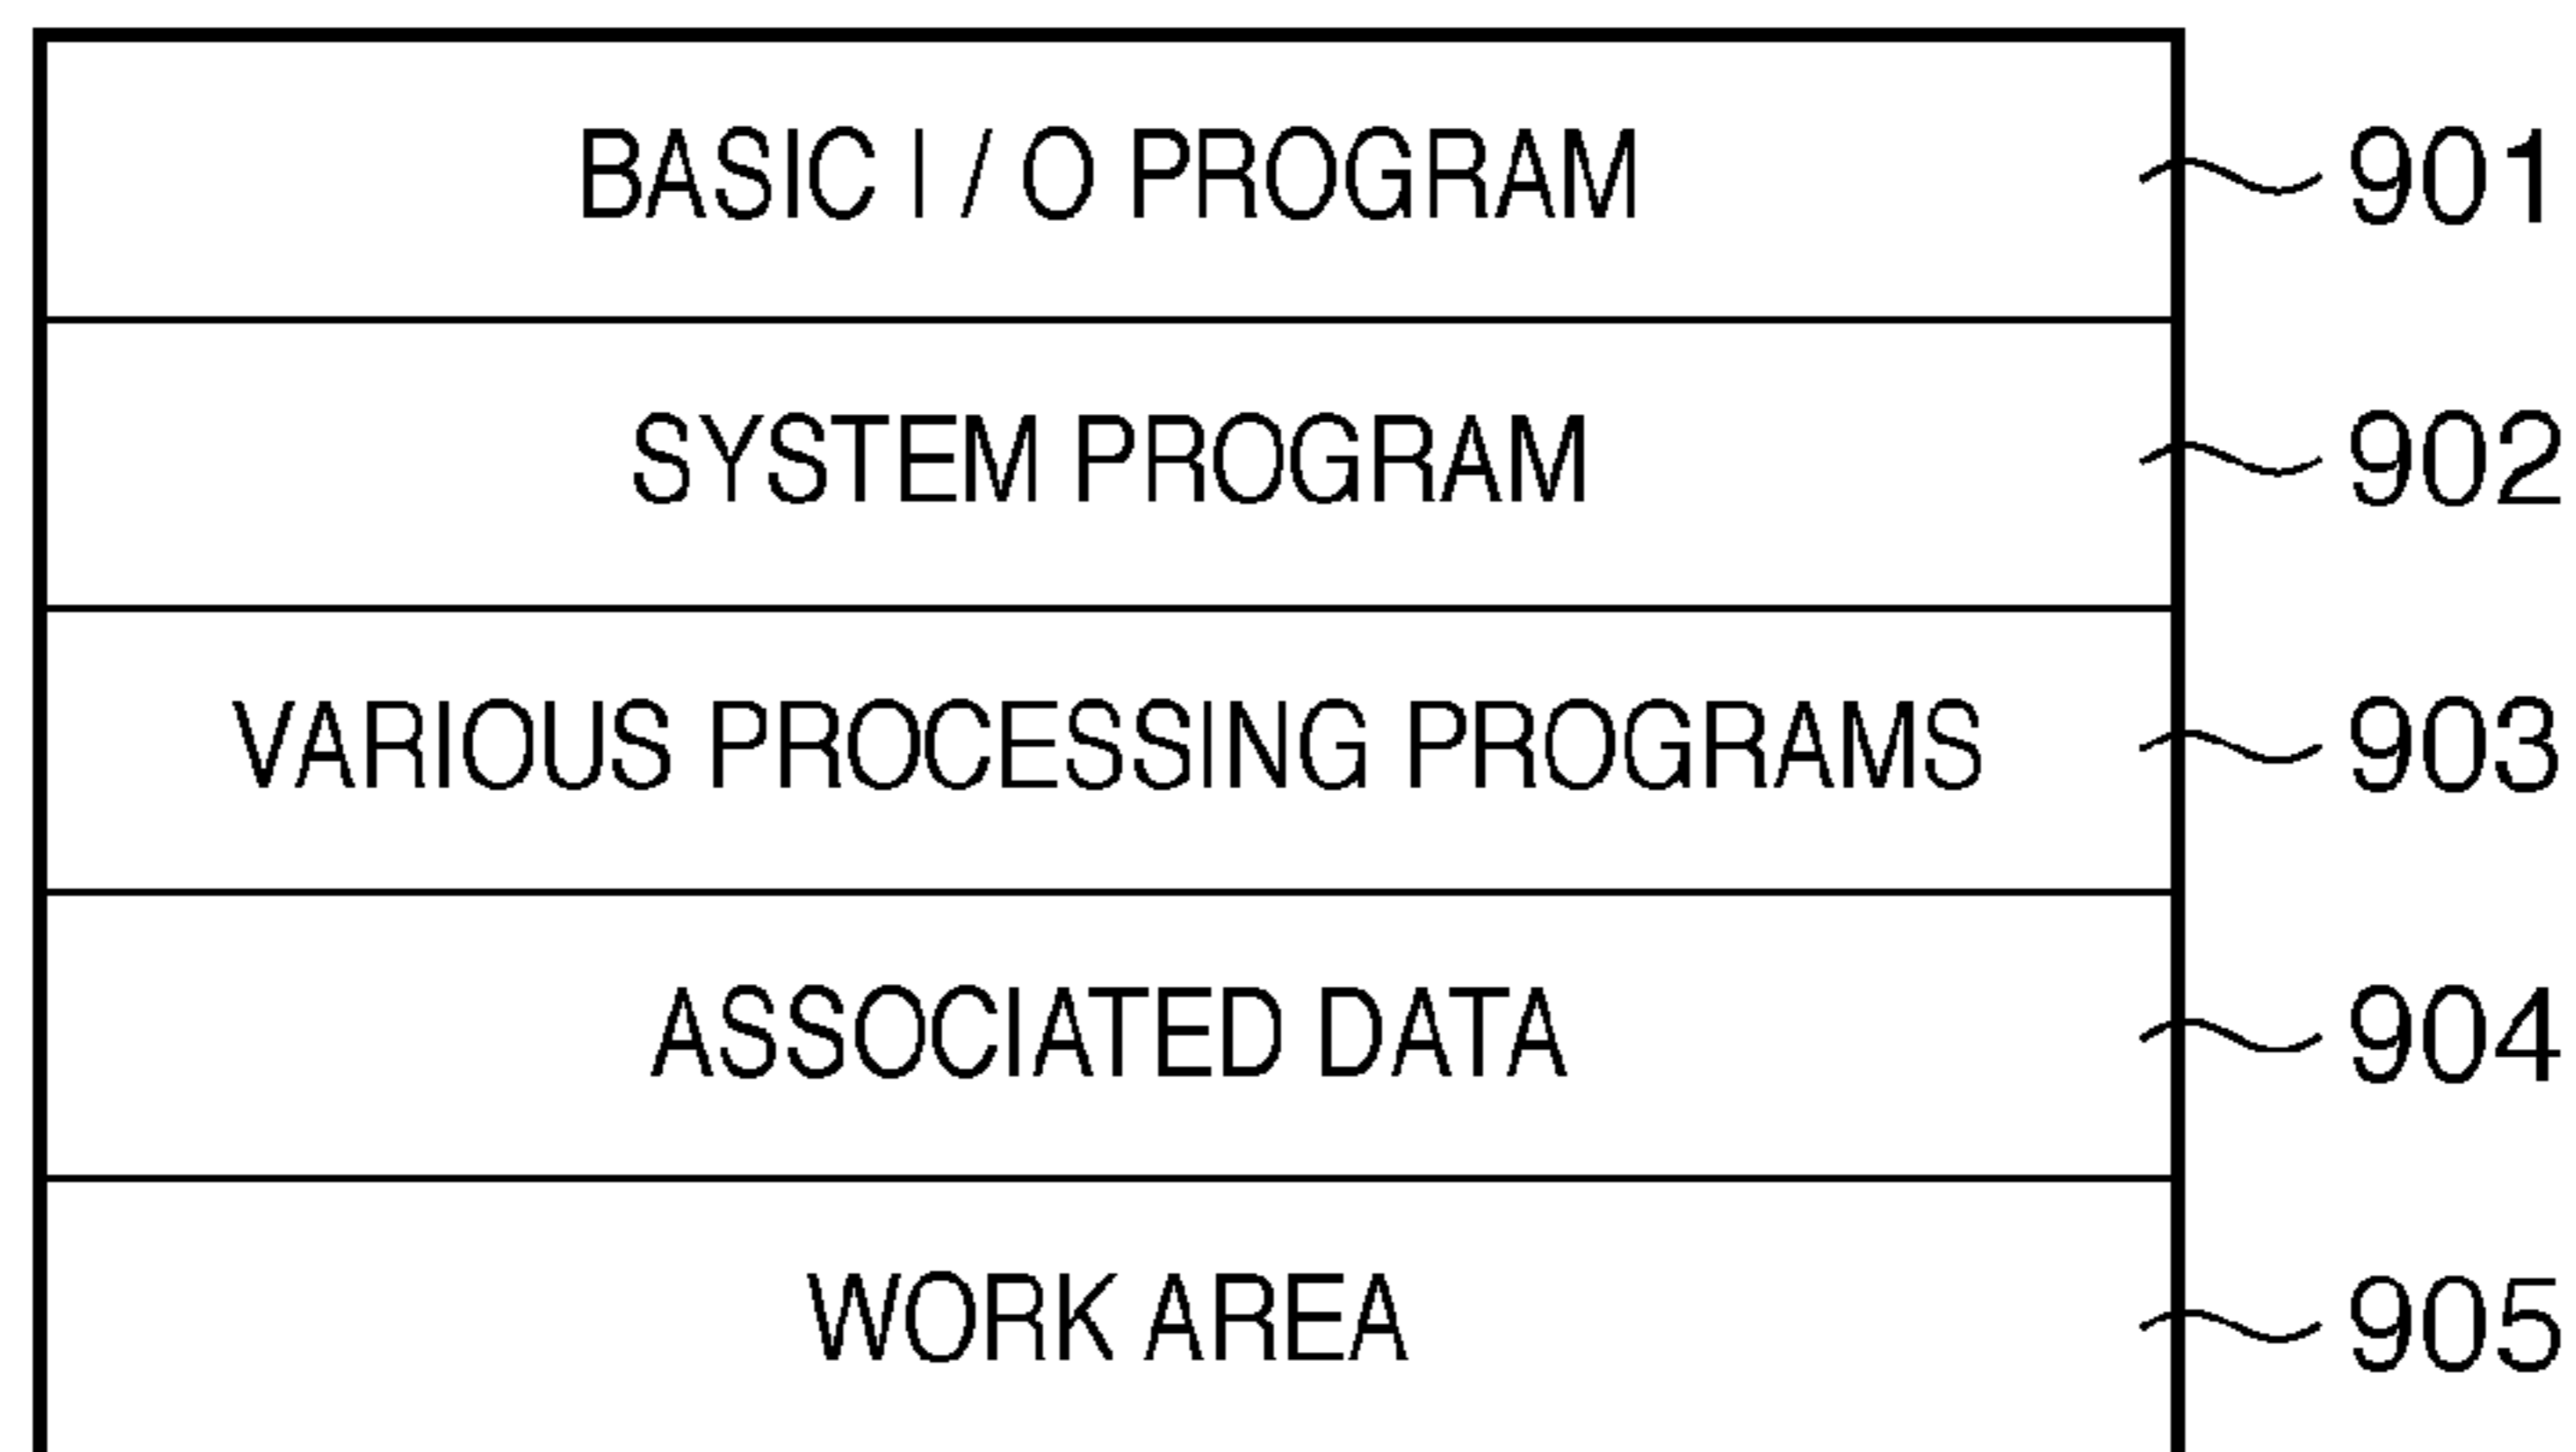 BASIC I / O PROGRAM 901
SYSTEM PROGRAM 902
VARIOUS PROCESSING PROGRAMS 903
ASSOCIATED DATA 904
WORK AREA 905